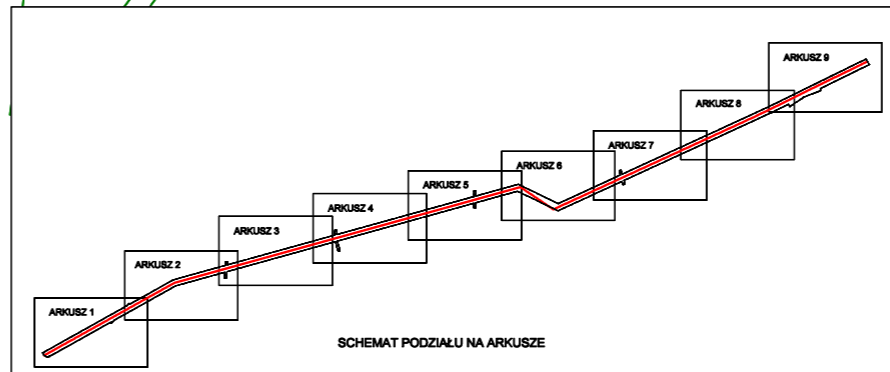 ARKUSZ 1
ARKUSZ 2
ARKUSZ 3
ARKUSZ 4
ARKUSZ 5
ARKUSZ 6
ARKUSZ 7
ARKUSZ 8
ARKUSZ 9
SCHEMAT PODZIAŁU NA ARKUSZE